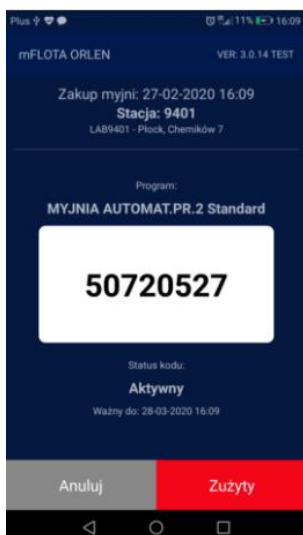 Plus 11% 16:09
mFLOTA ORLEN VER: 3.0.14 TEST
Zakup myjni: 27-02-2020 16:09
Stacja: 9401
LAB9401 - Płock, Chemików 7
Program:
MYJNIA AUTOMAT.PR.2 Standard
50720527
Status kodu:
Aktywny
Ważny do: 28-03-2020 16:09
Anuluj Zużyty